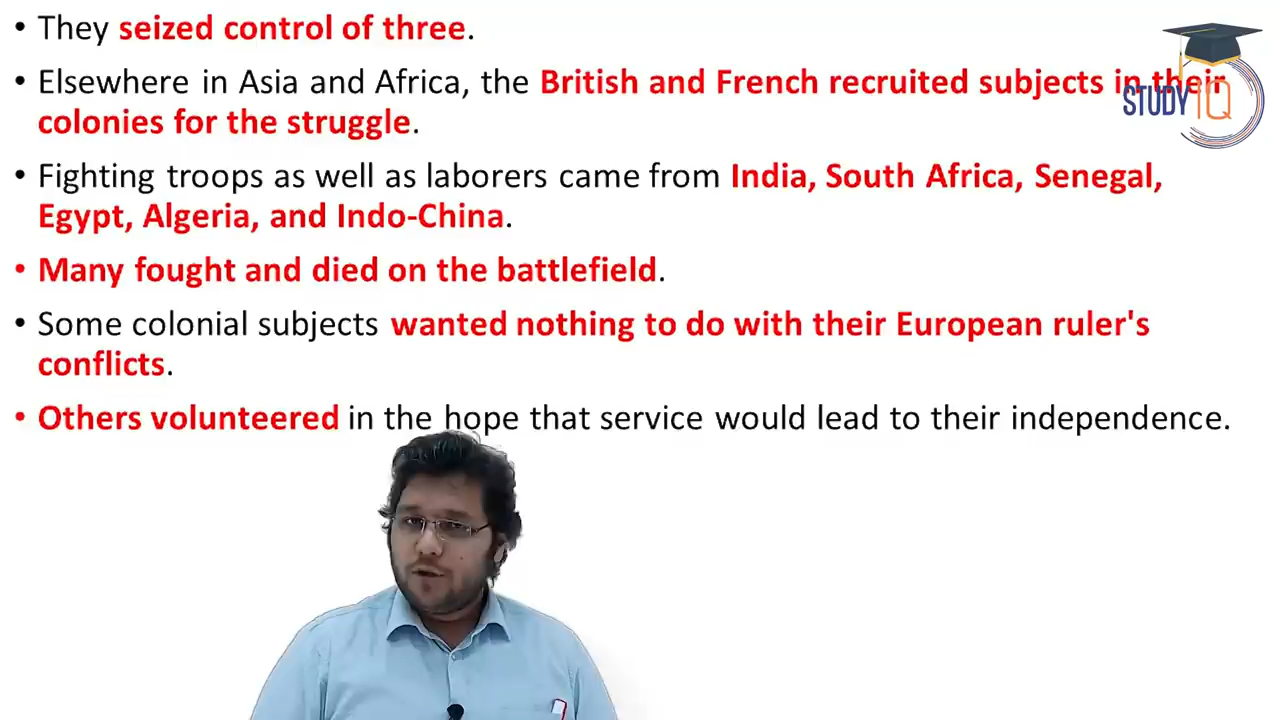 • They seized control of three.
• Elsewhere in Asia and Africa, the British and French recruited subjects in their
colonies for the struggle.
• Fighting troops as well as laborers came from India, South Africa, Senegal,
Egypt, Algeria, and Indo-China.
• Many fought and died on the battlefield.
• Some colonial subjects wanted nothing to do with their European ruler's
conflicts.
• Others volunteered in the hope that service would lead to their independence.
STUDY IQ